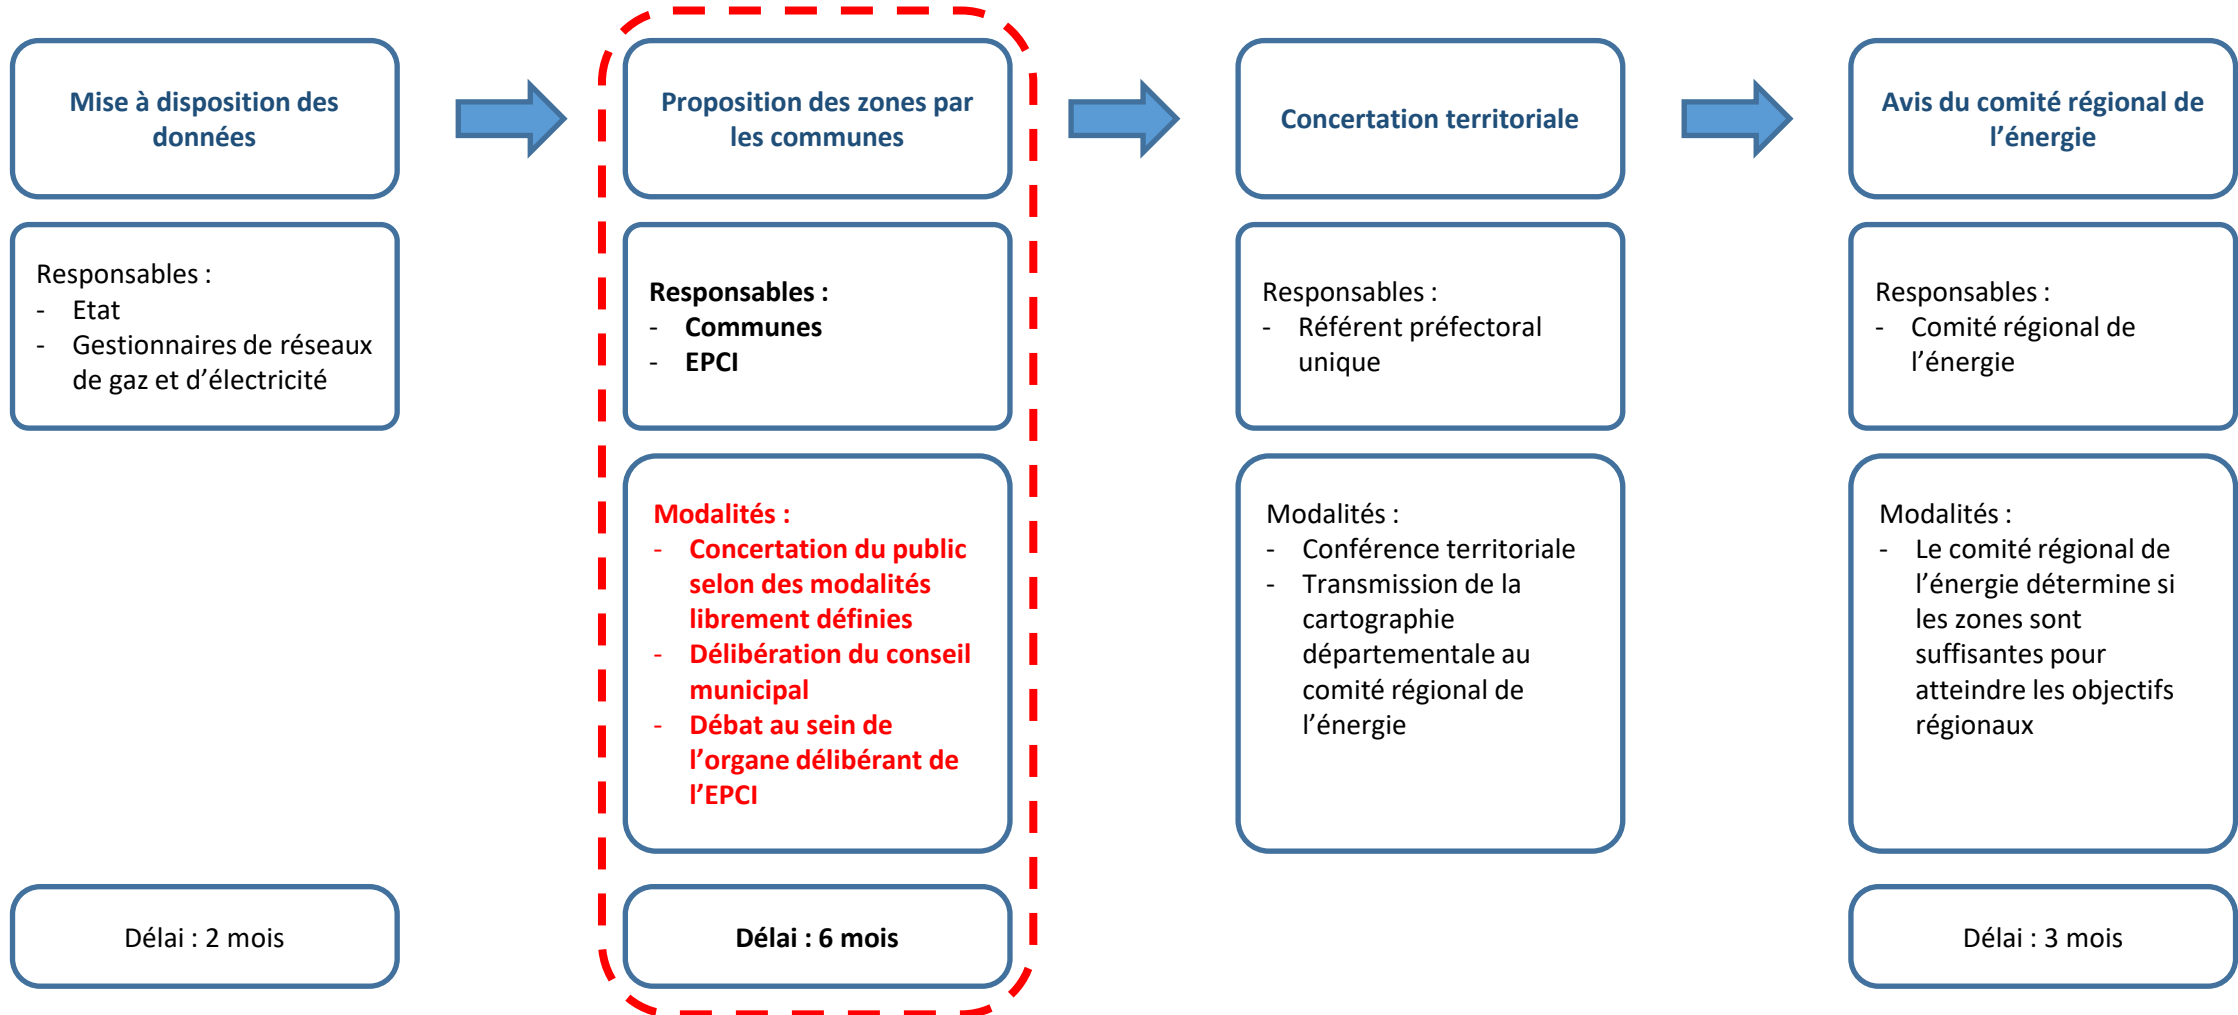 Mise à disposition des
données
Proposition des zones par
les communes
Concertation territoriale
Avis du comité régional de
l’énergie
Responsables :
- Etat
- Gestionnaires de réseaux
de gaz et d’électricité
Responsables :
- Communes
- EPCI
Responsables :
- Référent préfectoral
unique
Responsables :
- Comité régional de
l’énergie
Modalités :
- Concertation du public
selon des modalités
librement définies
- Délibération du conseil
municipal
- Débat au sein de
l’organe délibérant de
l’EPCI
Modalités :
- Conférence territoriale
- Transmission de la
cartographie
départementale au
comité régional de
l’énergie
Modalités :
- Le comité régional de
l’énergie détermine si
les zones sont
suffisantes pour
atteindre les objectifs
régionaux
Délai : 2 mois
Délai : 6 mois
Délai : 3 mois